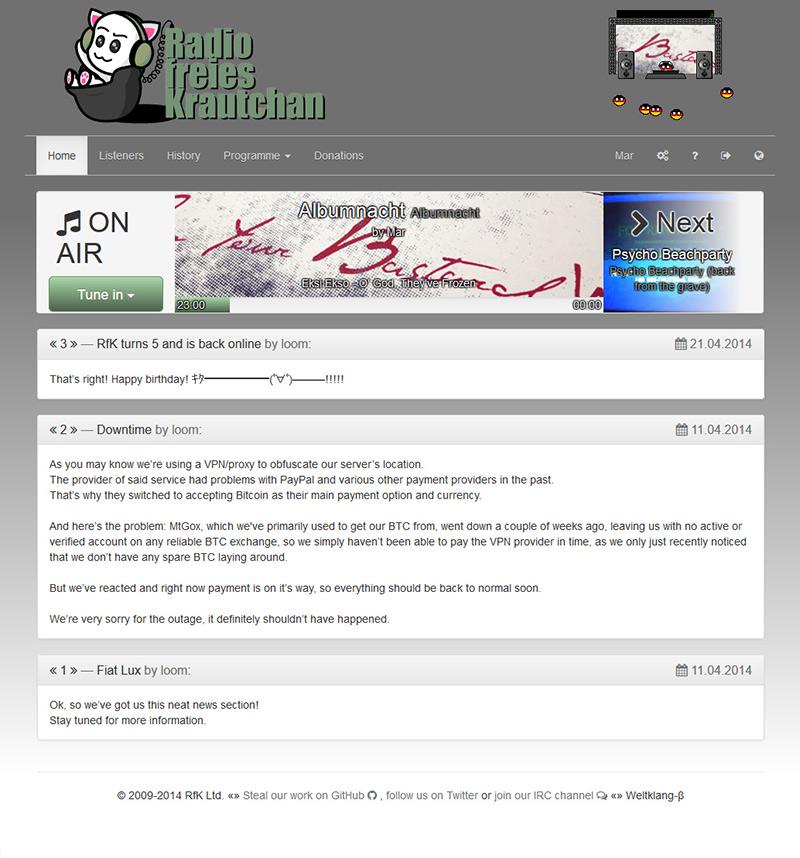 Radio
freies
Krautchan
Home Listeners History Programme Donations Mar ?
ON
AIR
Tune in
Albumnacht Albumnacht
by Mar
Eksi Ekso - O' God, They've Frozen
23:00 00:00
Next
Psycho Beachparty
Psycho Beachparty (back
from the grave)
« 3 » — RfK turns 5 and is back online by loom: 21.04.2014
That's right! Happy birthday! ｷﾀ━━━━━━(ﾟ∀ﾟ)━━━!!!!!
« 2 » — Downtime by loom: 11.04.2014
As you may know we're using a VPN/proxy to obfuscate our server's location.
The provider of said service had problems with PayPal and various other payment providers in the past.
That's why they switched to accepting Bitcoin as their main payment option and currency.
And here's the problem: MtGox, which we've primarily used to get our BTC from, went down a couple of weeks ago, leaving us with no active or
verified account on any reliable BTC exchange, so we simply haven't been able to pay the VPN provider in time, as we only just recently noticed
that we don't have any spare BTC laying around.
But we've reacted and right now payment is on it's way, so everything should be back to normal soon.
We're very sorry for the outage, it definitely shouldn't have happened.
« 1 » — Fiat Lux by loom: 11.04.2014
Ok, so we've got us this neat news section!
Stay tuned for more information.
© 2009-2014 RfK Ltd. «» Steal our work on GitHub , follow us on Twitter or join our IRC channel «» Weltklang-β